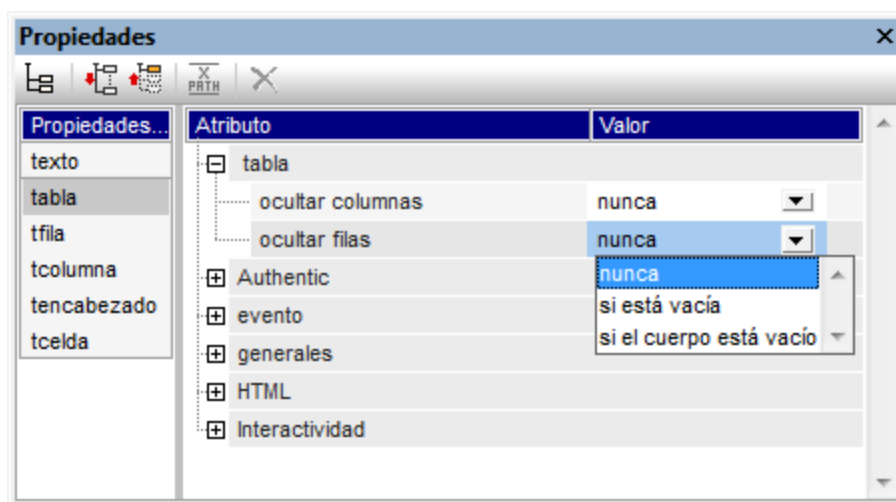 Propiedades
X
PATH
Propiedades...
Atributo
Valor
texto
tabla
tabla
tfila
ocultar columnas
nunca
ocultar filas
nunca
tcolumna
Authentic
nunca
tencabezado
evento
si está vacía
tcelda
generales
si el cuerpo está vacío
HTML
Interactividad